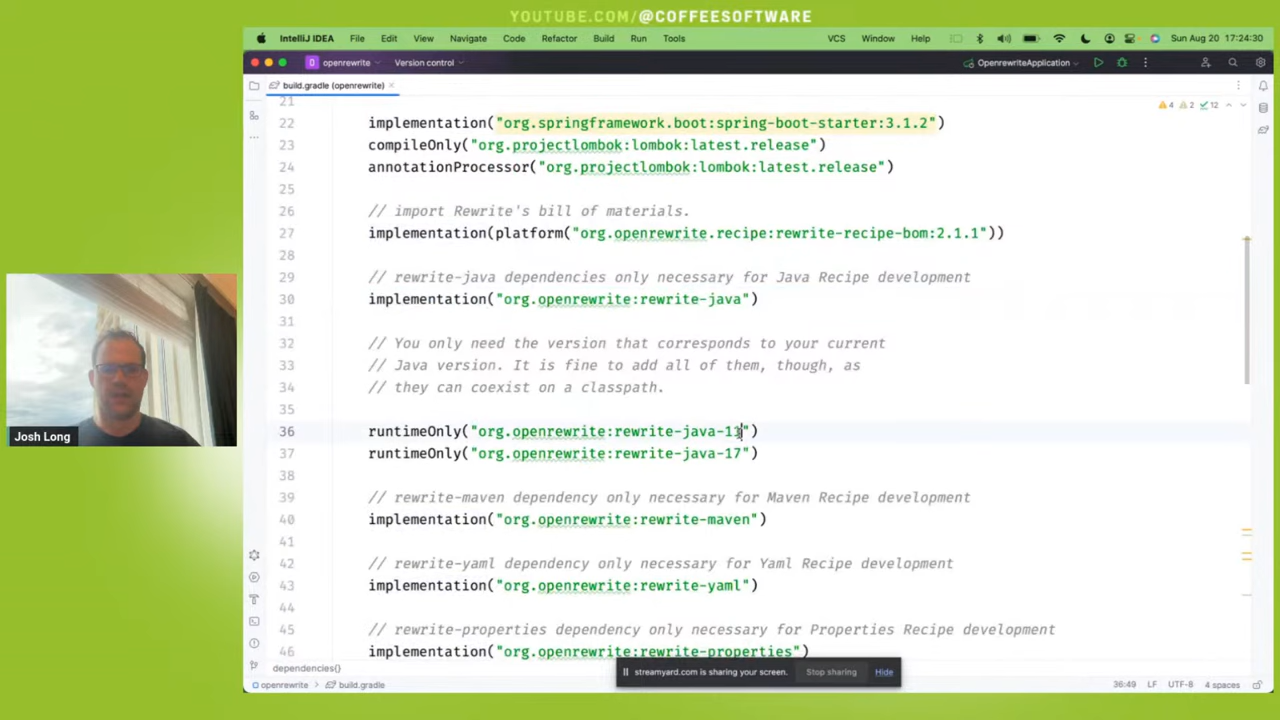 YOUTUBE.COM/@COFFEESOFTWARE
IntelliJ IDEA File Edit View Navigate Code Refactor Build Run Tools VCS Window Help Sun Aug 20 17:24:30
openrewrite Version control OpenrewriteApplication
build.gradle (openrewrite)
21
4 2 12
22 implementation("org.springframework.boot:spring-boot-starter:3.1.2")
23 compileOnly("org.projectlombok:lombok:latest.release")
24 annotationProcessor("org.projectlombok:lombok:latest.release")
25
26 // import Rewrite's bill of materials.
27 implementation(platform("org.openrewrite.recipe:rewrite-recipe-bom:2.1.1"))
28
29 // rewrite-java dependencies only necessary for Java Recipe development
30 implementation("org.openrewrite:rewrite-java")
31
32 // You only need the version that corresponds to your current
33 // Java version. It is fine to add all of them, though, as
34 // they can coexist on a classpath.
35
36 runtimeOnly("org.openrewrite:rewrite-java-11")
37 runtimeOnly("org.openrewrite:rewrite-java-17")
38
39 // rewrite-maven dependency only necessary for Maven Recipe development
40 implementation("org.openrewrite:rewrite-maven")
41
42 // rewrite-yaml dependency only necessary for Yaml Recipe development
43 implementation("org.openrewrite:rewrite-yaml")
44
45 // rewrite-properties dependency only necessary for Properties Recipe development
46 implementation("org.openrewrite:rewrite-properties")
dependencies{}
streamyard.com is sharing your screen. Stop sharing Hide
openrewrite > build.gradle 36:49 LF UTF-8 4 spaces
Josh Long